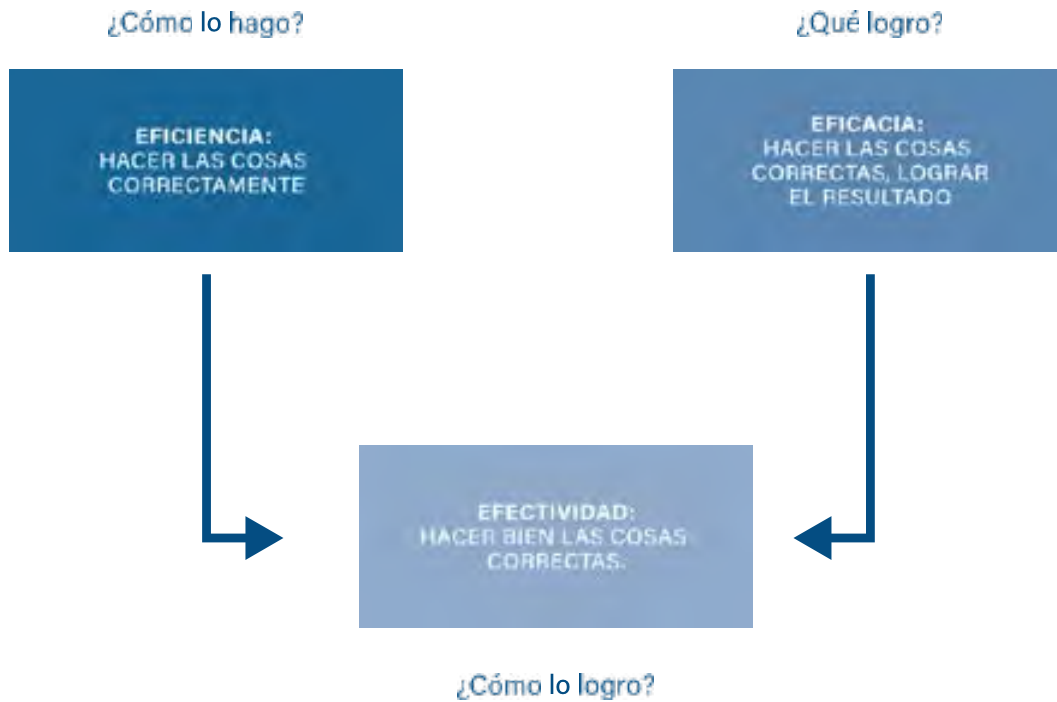 ¿Cómo lo hago?
¿Qué logro?
EFICIENCIA:
HACER LAS COSAS
CORRECTAMENTE
EFICACIA:
HACER LAS COSAS
CORRECTAS, LOGRAR
EL RESULTADO
EFECTIVIDAD:
HACER BIEN LAS COSAS
CORRECTAS.
¿Cómo lo logro?